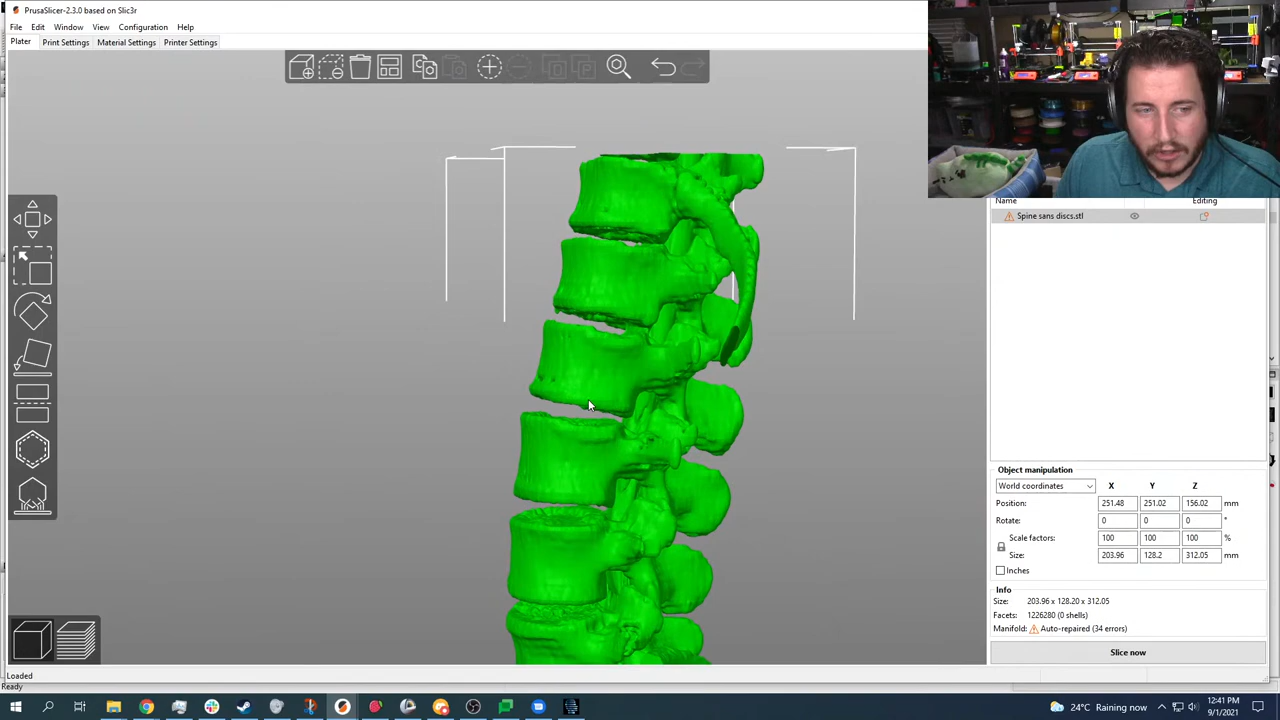 PrusaSlicer-2.3.0 based on Slic3r
File Edit Window View Configuration Help
Plater Print Settings Material Settings Printer Settings
Name Editing
Spine sans discs.stl
Object manipulation
World coordinates X Y Z
Position: 251.48 251.02 156.02 mm
Rotate: 0 0 0 °
Scale factors: 100 100 100 %
Size: 203.96 128.2 312.05 mm
Inches
Info
Size: 203.96 x 128.20 x 312.05
Facets: 1226280 (0 shells)
Manifold: Auto-repaired (34 errors)
Slice now
Loaded
Ready
24°C Raining now
12:41 PM
9/1/2021